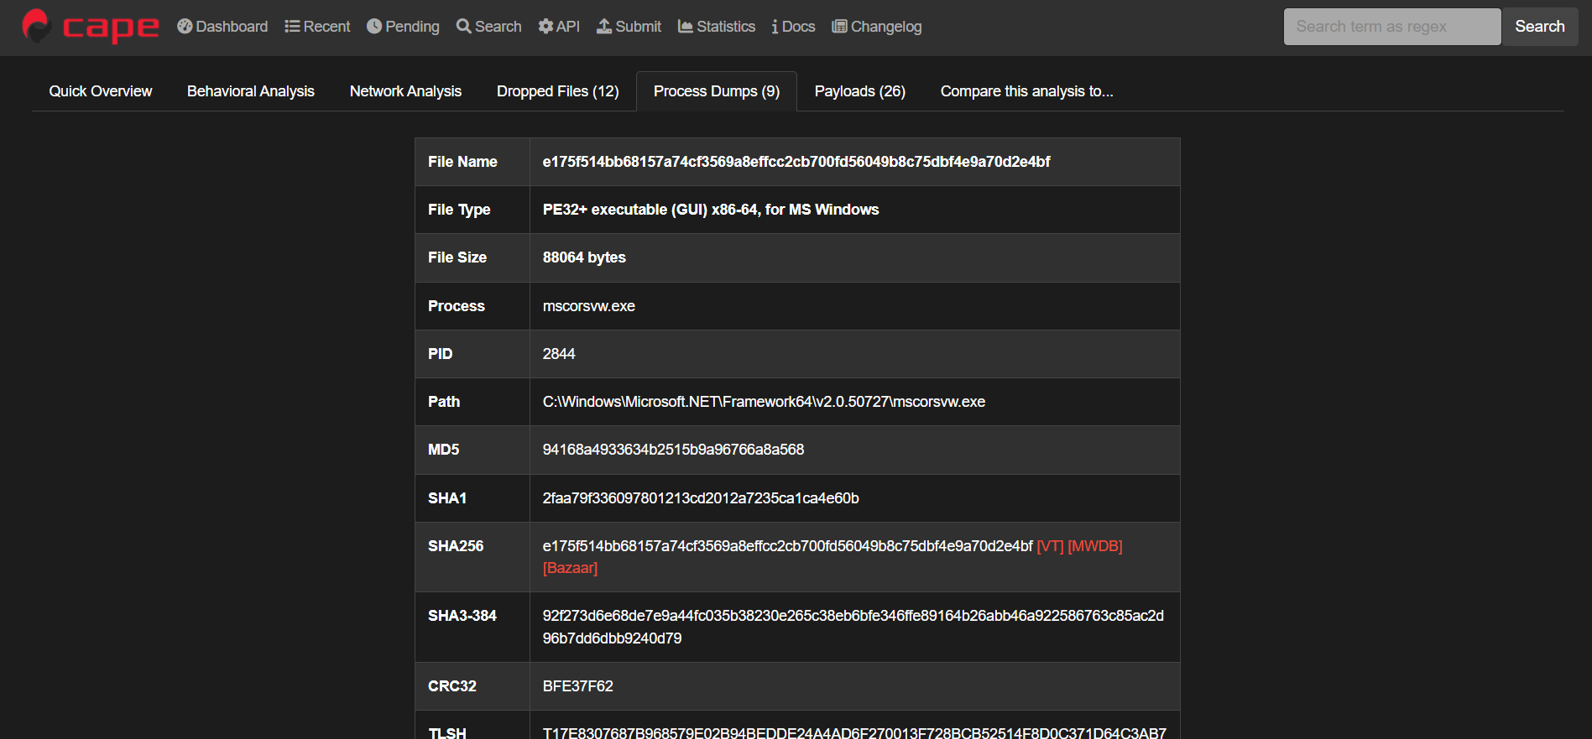 cape Dashboard Recent Pending Search API Submit Statistics Docs Changelog Search term as regex Search
Quick Overview Behavioral Analysis Network Analysis Dropped Files (12) Process Dumps (9) Payloads (26) Compare this analysis to...
File Name e175f514bb68157a74cf3569a8effcc2cb700fd56049b8c75dbf4e9a70d2e4bf
File Type PE32+ executable (GUI) x86-64, for MS Windows
File Size 88064 bytes
Process mscorsvw.exe
PID 2844
Path C:\Windows\Microsoft.NET\Framework64\v2.0.50727\mscorsvw.exe
MD5 94168a4933634b2515b9a96766a8a568
SHA1 2faa79f336097801213cd2012a7235ca1ca4e60b
SHA256 e175f514bb68157a74cf3569a8effcc2cb700fd56049b8c75dbf4e9a70d2e4bf [VT] [MWDB]
[Bazaar]
SHA3-384 92f273d6e68de7e9a44fc035b38230e265c38eb6bfe346ffe89164b26abb46a922586763c85ac2d
96b7dd6dbb9240d79
CRC32 BFE37F62
TLSH T17E8307687B968579E02B94BEDDE24A4AD6F270013F728BCB52514F8D0C371D64C3AB7